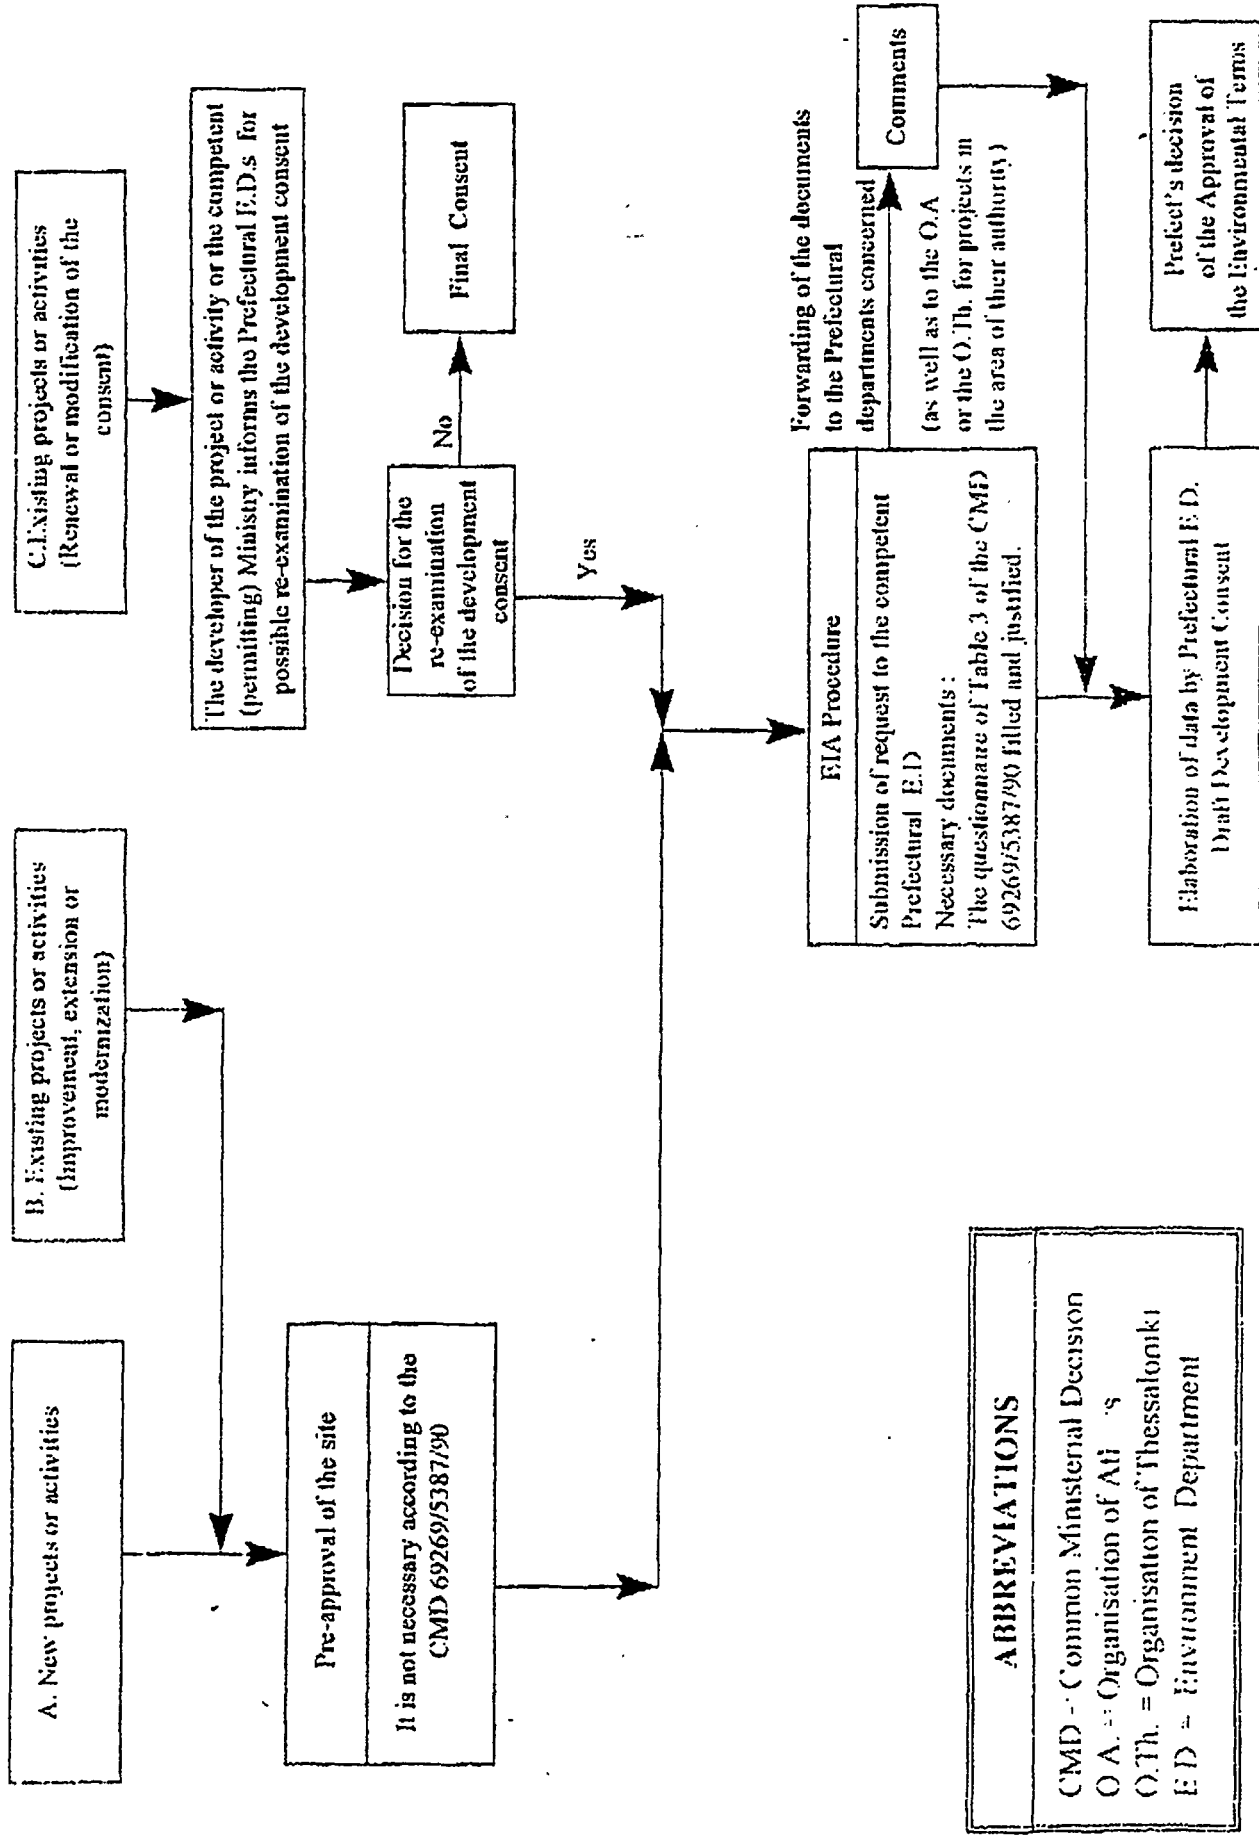 A. New projects or activities
B. Existing projects or activities
(Improvement, extension or
modernization)
C.Existing projects or activities
(Renewal or modification of the
consent)
The developer of the project or activity or the competent
(permitting) Ministry informs the Prefectural E.D.s for
possible re-examination of the development consent
Pre-approval of the site
It is not necessary according to the
CMD 69269/5387/90
Decision for the
re-examination
of the development
consent
No
Final Consent
Yes
EIA Procedure
Submission of request to the competent
Prefectural E.D
Necessary documents :
The questionnaire of Table 3 of the CMD
69269/5387/90 filled and justified.
Forwarding of the documents
to the Prefectural
departments concerned
(as well as to the O.A
or the O.Th. for projects in
the area of their authority)
Comments
Elaboration of data by Prefectural E.D.
Draft Development Consent
Prefect's decision
of the Approval of
the Environmental Terms
ABBREVIATIONS
CMD = Common Ministerial Decision
O A. = Organisation of
O.Th. = Organisation of Thessaloniki
E D = Environment Department